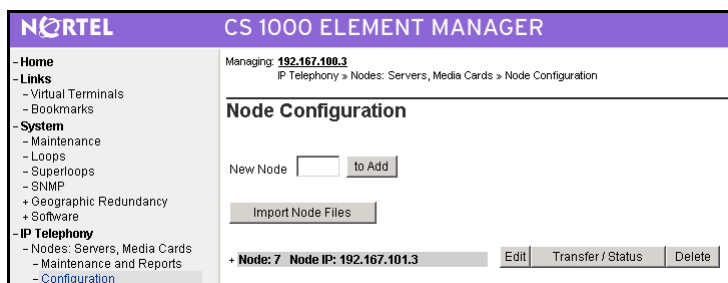 NORTEL
CS 1000 ELEMENT MANAGER
- Home
- Links
- Virtual Terminals
- Bookmarks
- System
- Maintenance
- Loops
- Superloops
- SNMP
+ Geographic Redundancy
+ Software
- IP Telephony
- Nodes: Servers, Media Cards
- Maintenance and Reports
- Configuration
Managing: 192.167.100.3
IP Telephony » Nodes: Servers, Media Cards » Node Configuration
Node Configuration
New Node to Add
Import Node Files
+ Node: 7 Node IP: 192.167.101.3 Edit Transfer / Status Delete